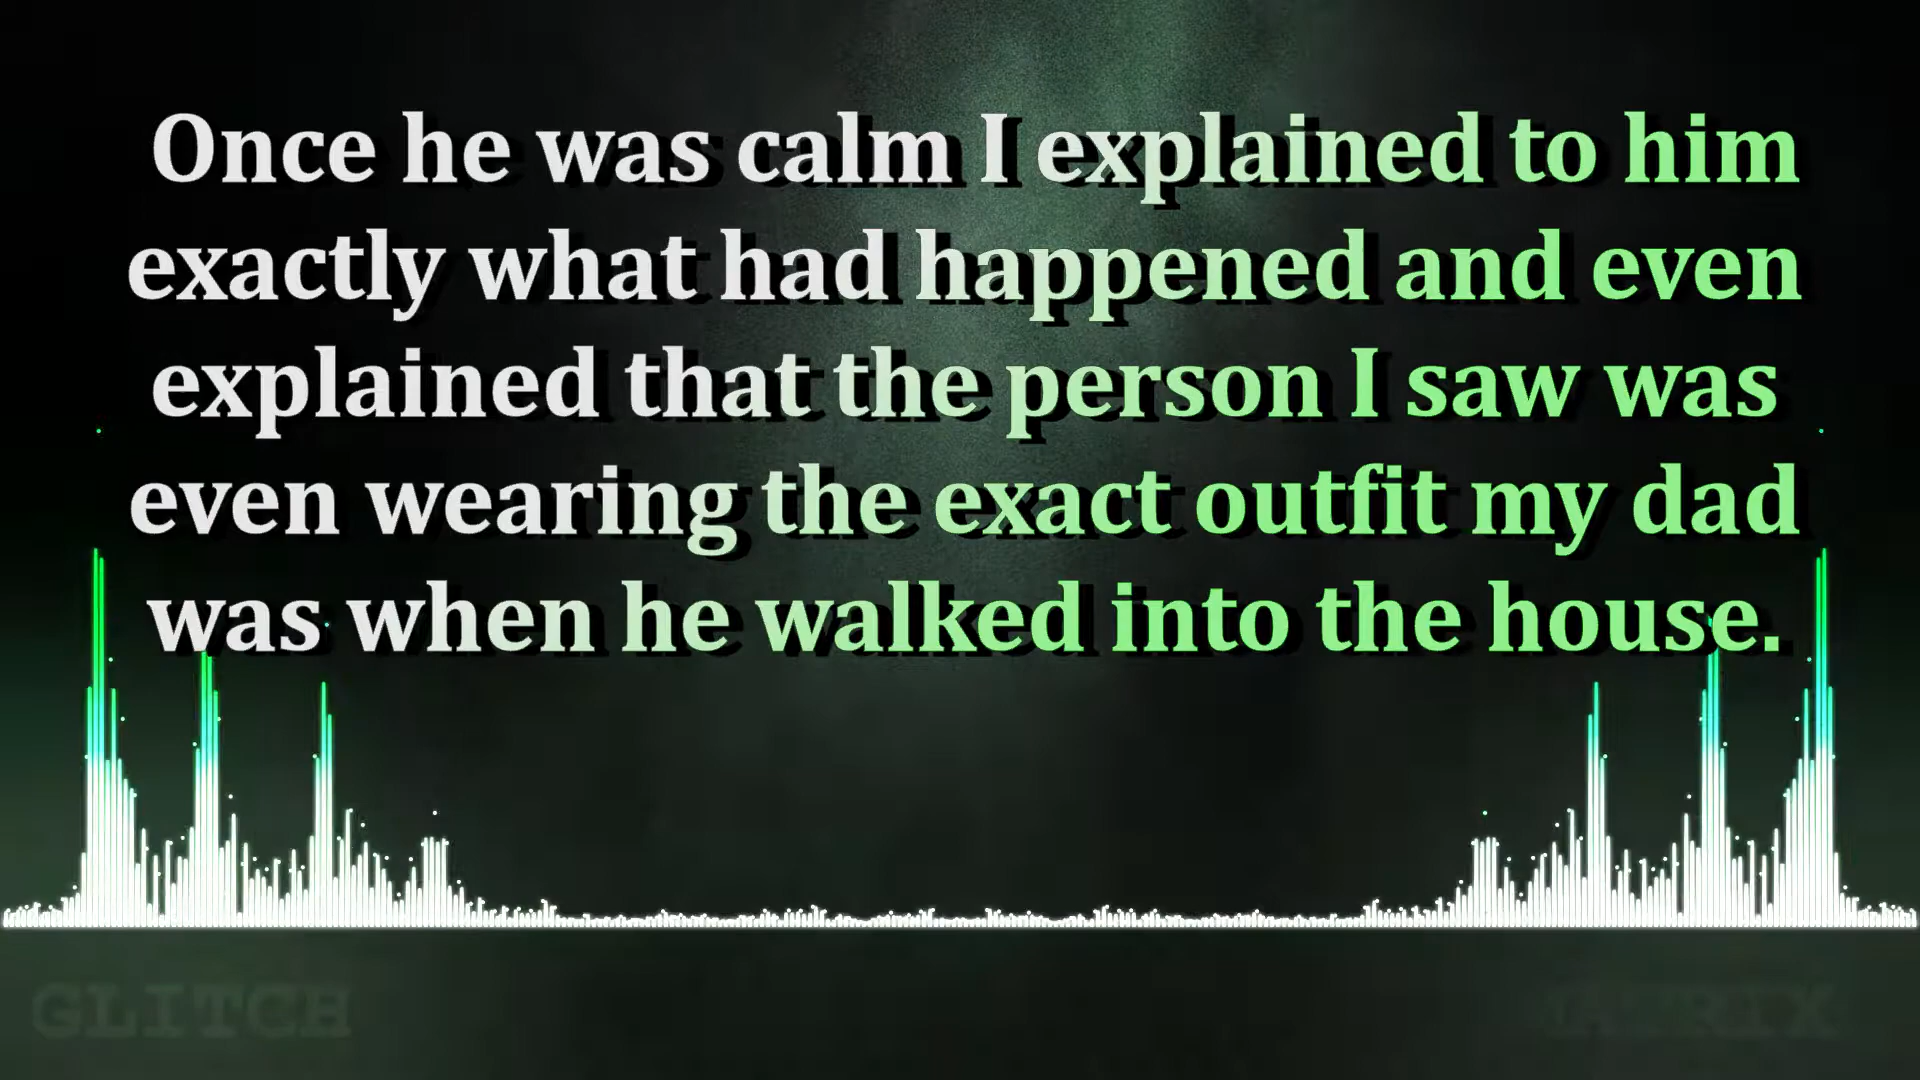 Once he was calm I explained to him
exactly what had happened and even
explained that the person I saw was
even wearing the exact outfit my dad
was when he walked into the house.
GLITCH
MATRIX